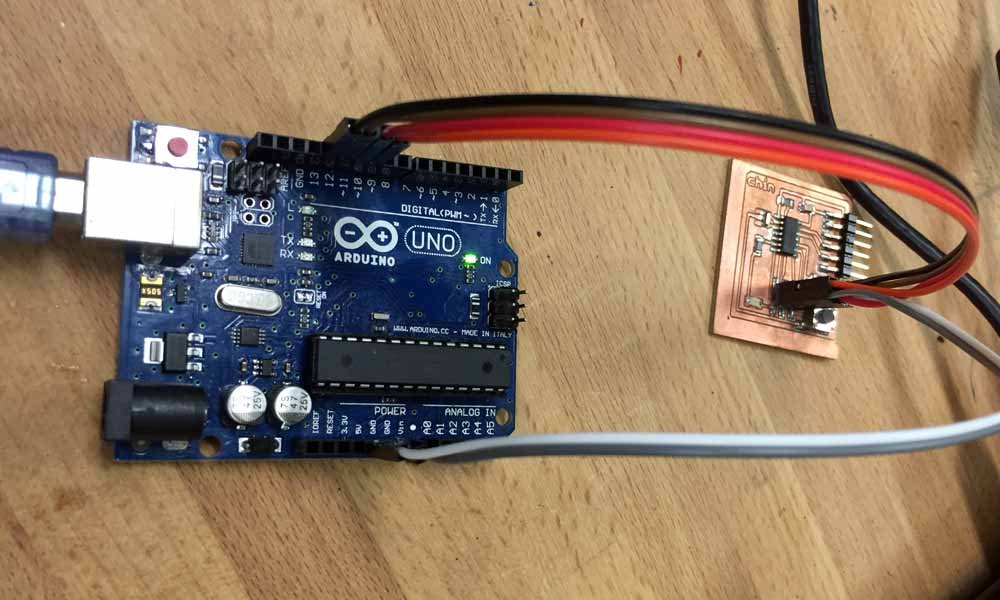 AREF
GND
13
12
~11
~10
~9
8
7
~6
~5
4
~3
2
TX→1
RX←0
DIGITAL(PWM~)
TX
RX
∞
UNO
ARDUINO
ON
ICSP
RESET
WWW.ARDUINO.CC - MADE IN ITALY
505
47
25V
47
25V
POWER
ANALOG IN
IOREF
RESET
3.3V
5V
GND
GND
Vin
A0
A1
A2
A3
A4
A5
chin